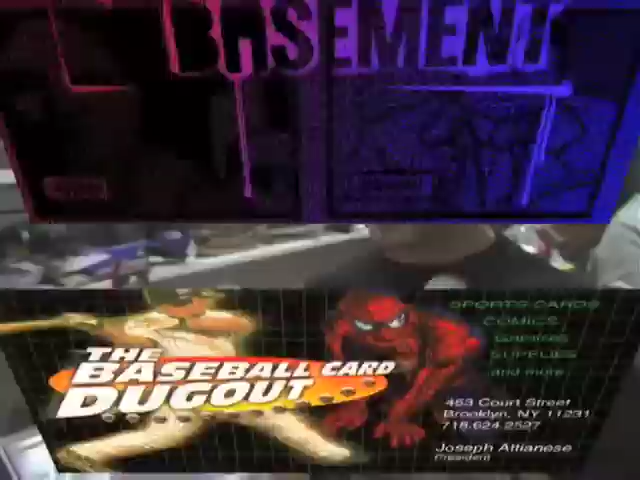 BASEMENT
THE
BASEBALL CARD
DUGOUT
SPORTS CARDS
COMICS
SUPPLIES
and more
463 Court Street
Brooklyn, NY 11231
718.624.2527
Joseph Attianese
(President)